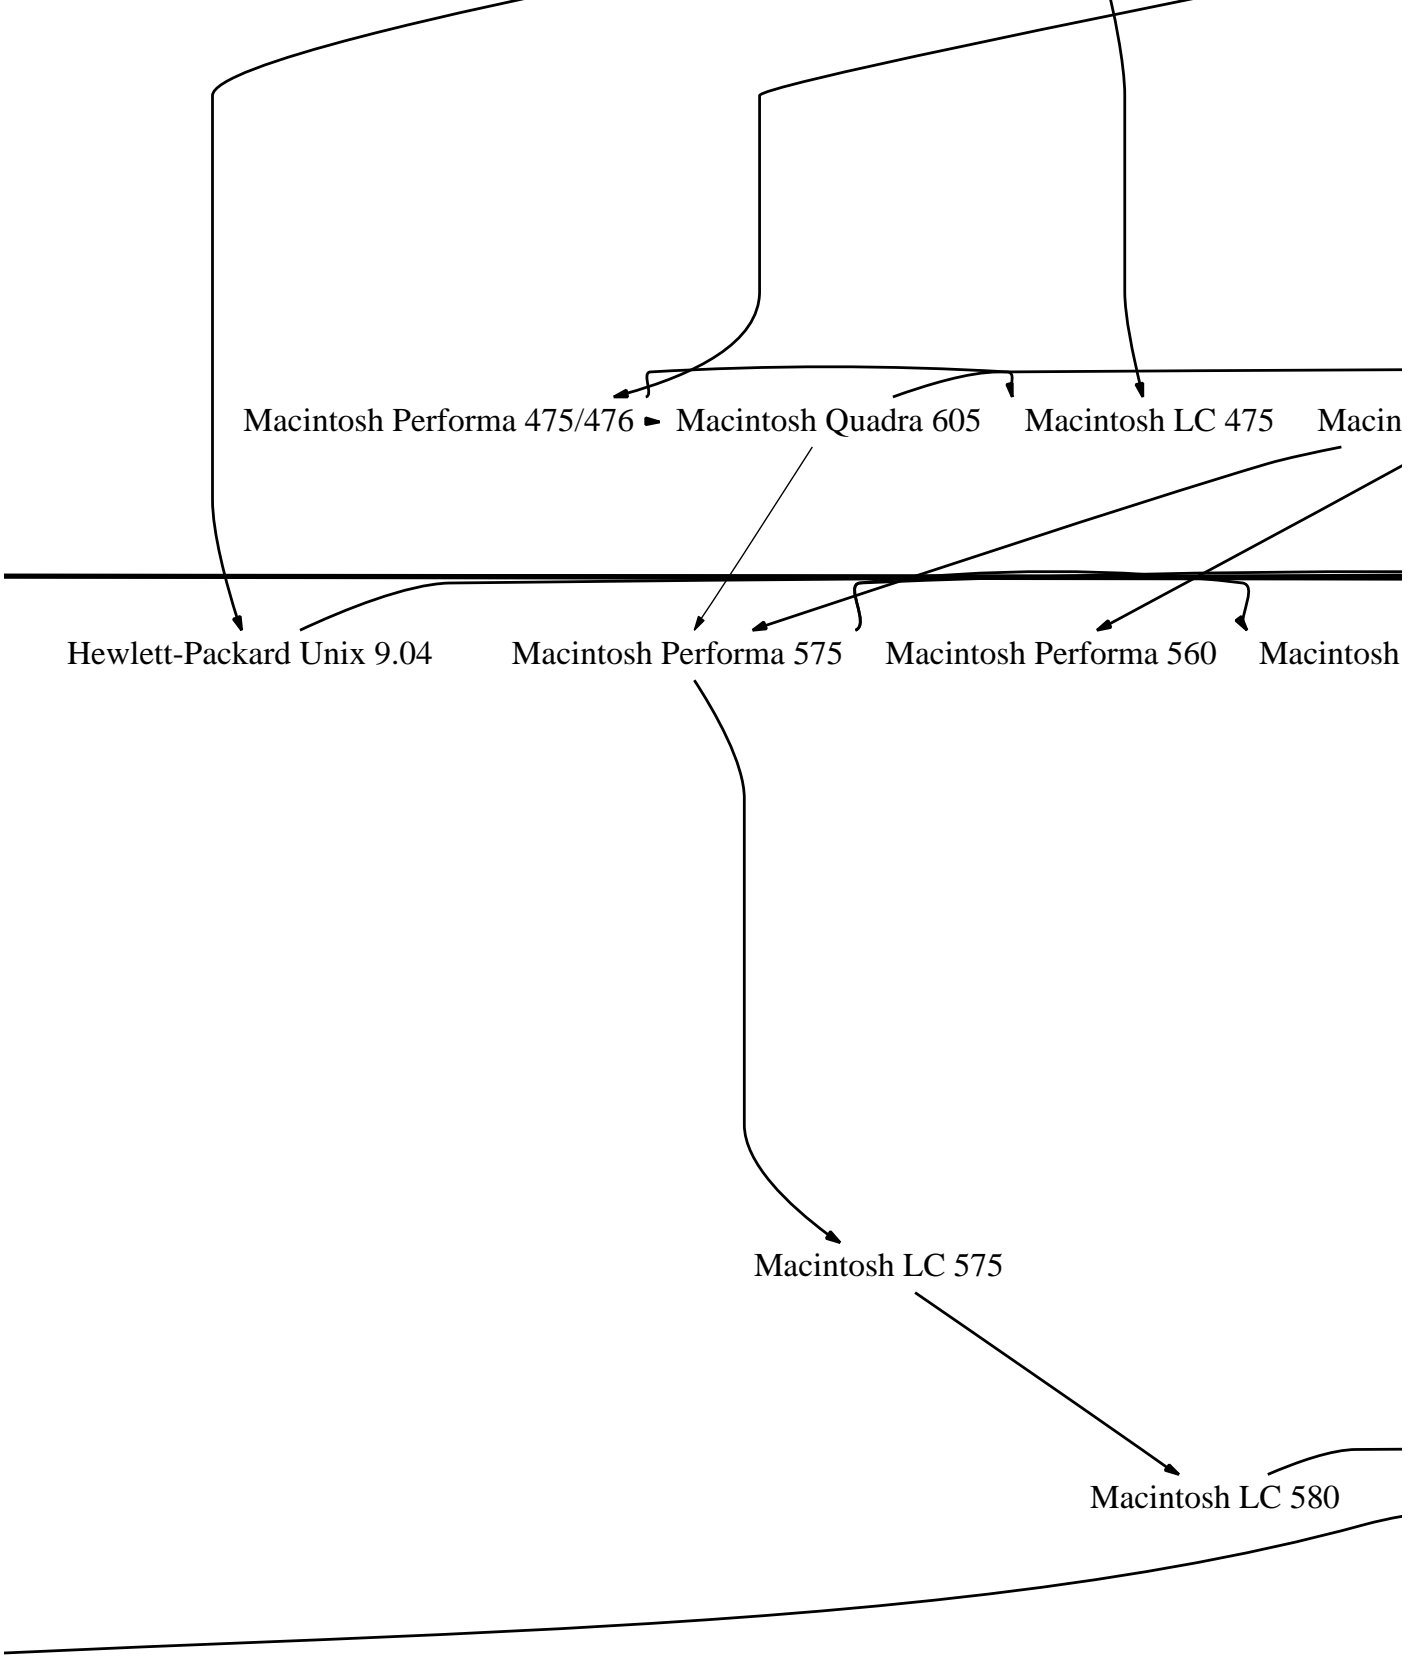 Macintosh Performa 475/476
Macintosh Quadra 605
Macintosh LC 475
Macin
Hewlett-Packard Unix 9.04
Macintosh Performa 575
Macintosh Performa 560
Macintosh
Macintosh LC 575
Macintosh LC 580